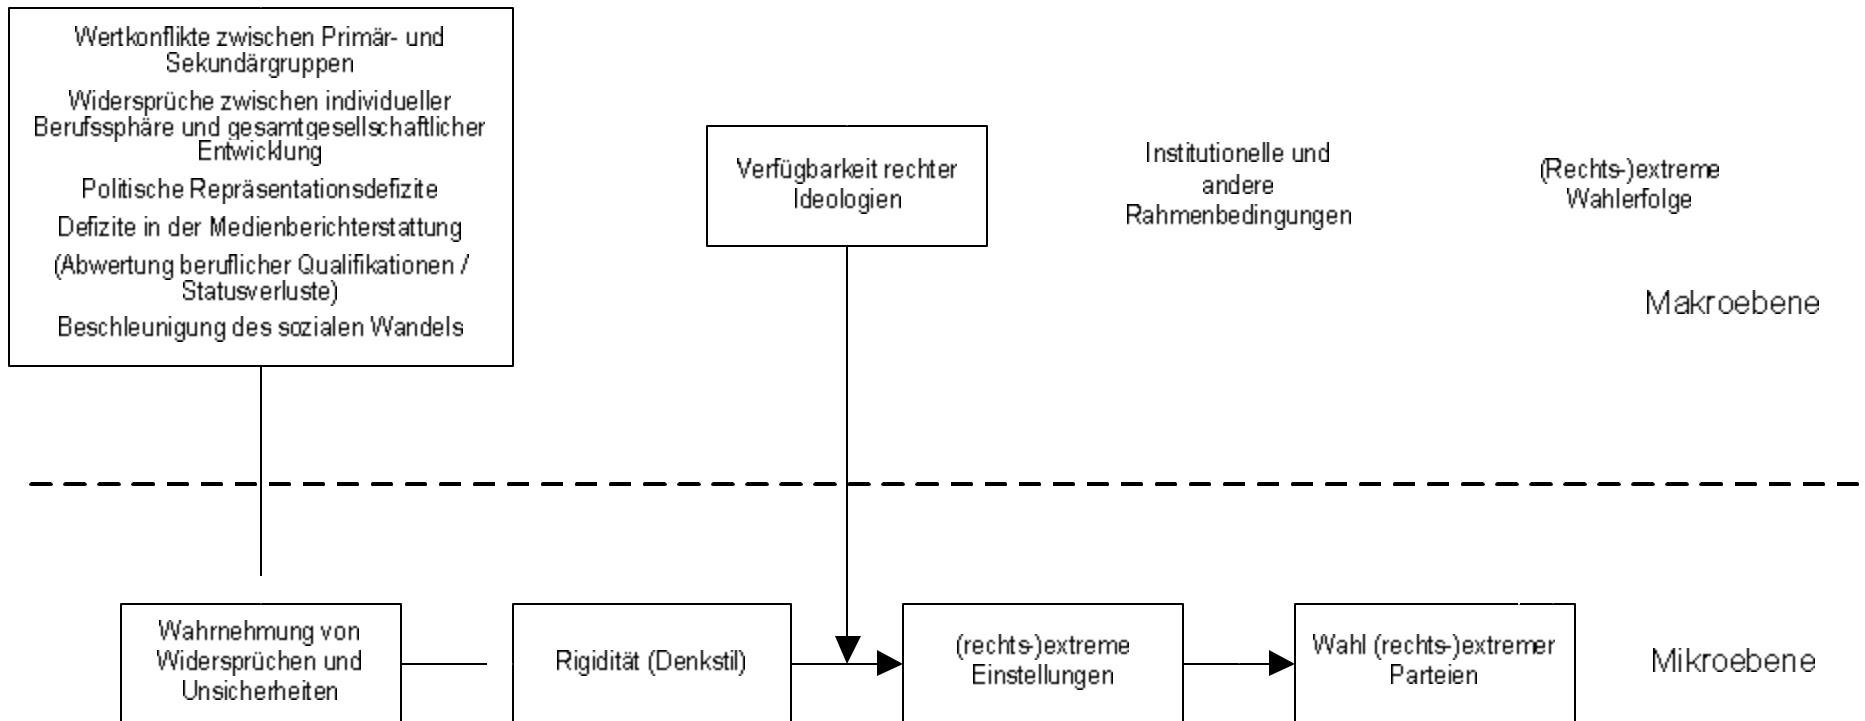 Wertkonflikte zwischen Primär- und
Sekundärgruppen
Widersprüche zwischen individueller
Berufssphäre und gesamtgesellschaftlicher
Entwicklung
Politische Repräsentationsdefizite
Defizite in der Medienberichterstattung
(Abwertung beruflicher Qualifikationen /
Statusverluste)
Beschleunigung des sozialen Wandels
Verfügbarkeit rechter
Ideologien
Institutionelle und
andere
Rahmenbedingungen
(Rechts-)extreme
Wahlerfolge
Makroebene
Wahrnehmung von
Widersprüchen und
Unsicherheiten
Rigidität (Denkstil)
(rechts-)extreme
Einstellungen
Wahl (rechts-)extremer
Parteien
Mikroebene